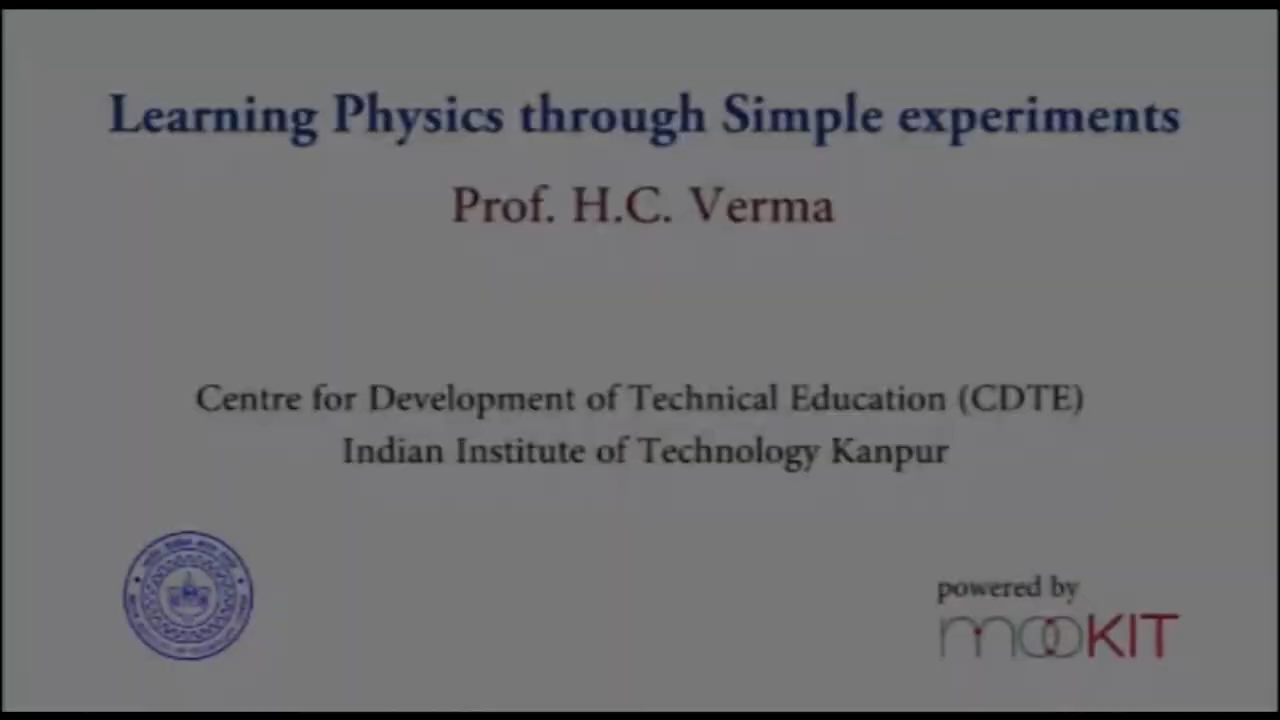 Learning Physics through Simple experiments
Prof. H.C. Verma
Centre for Development of Technical Education (CDTE)
Indian Institute of Technology Kanpur
powered by
mooKIT